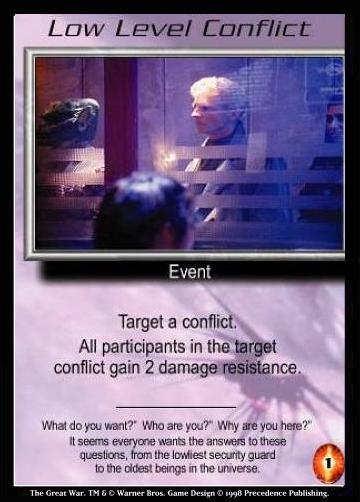 Low Level Conflict
Event
Target a conflict.
All participants in the target
conflict gain 2 damage resistance.
What do you want?" Who are you?" Why are you here?"
It seems everyone wants the answers to these
questions, from the lowliest security guard
to the oldest beings in the universe.
1
The Great War. TM & © Warner Bros. Game Design © 1998 Precedence Publishing.